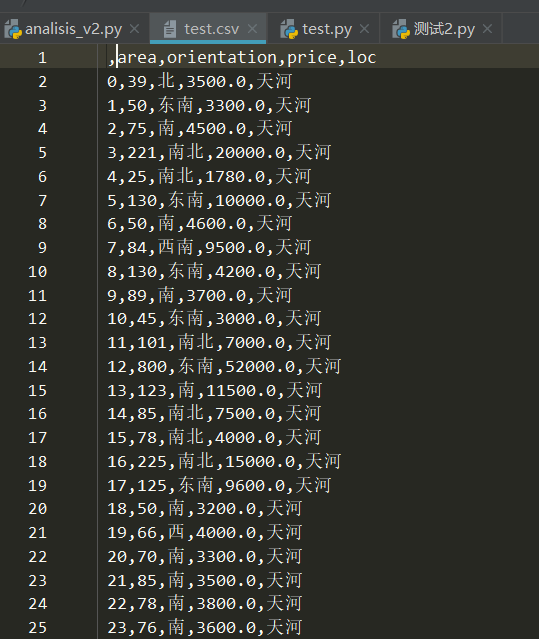 analisis_v2.py test.csv test.py 测试2.py
1 ,area,orientation,price,loc
2 0,39,北,3500.0,天河
3 1,50,东南,3300.0,天河
4 2,75,南,4500.0,天河
5 3,221,南北,20000.0,天河
6 4,25,南北,1780.0,天河
7 5,130,东南,10000.0,天河
8 6,50,南,4600.0,天河
9 7,84,西南,9500.0,天河
10 8,130,东南,4200.0,天河
11 9,89,南,3700.0,天河
12 10,45,东南,3000.0,天河
13 11,101,南北,7000.0,天河
14 12,800,东南,52000.0,天河
15 13,123,南,11500.0,天河
16 14,85,南北,7500.0,天河
17 15,78,南北,4000.0,天河
18 16,225,南北,15000.0,天河
19 17,125,东南,9600.0,天河
20 18,50,南,3200.0,天河
21 19,66,西,4000.0,天河
22 20,70,南,3300.0,天河
23 21,85,南,3500.0,天河
24 22,78,南,3800.0,天河
25 23,76,南,3600.0,天河